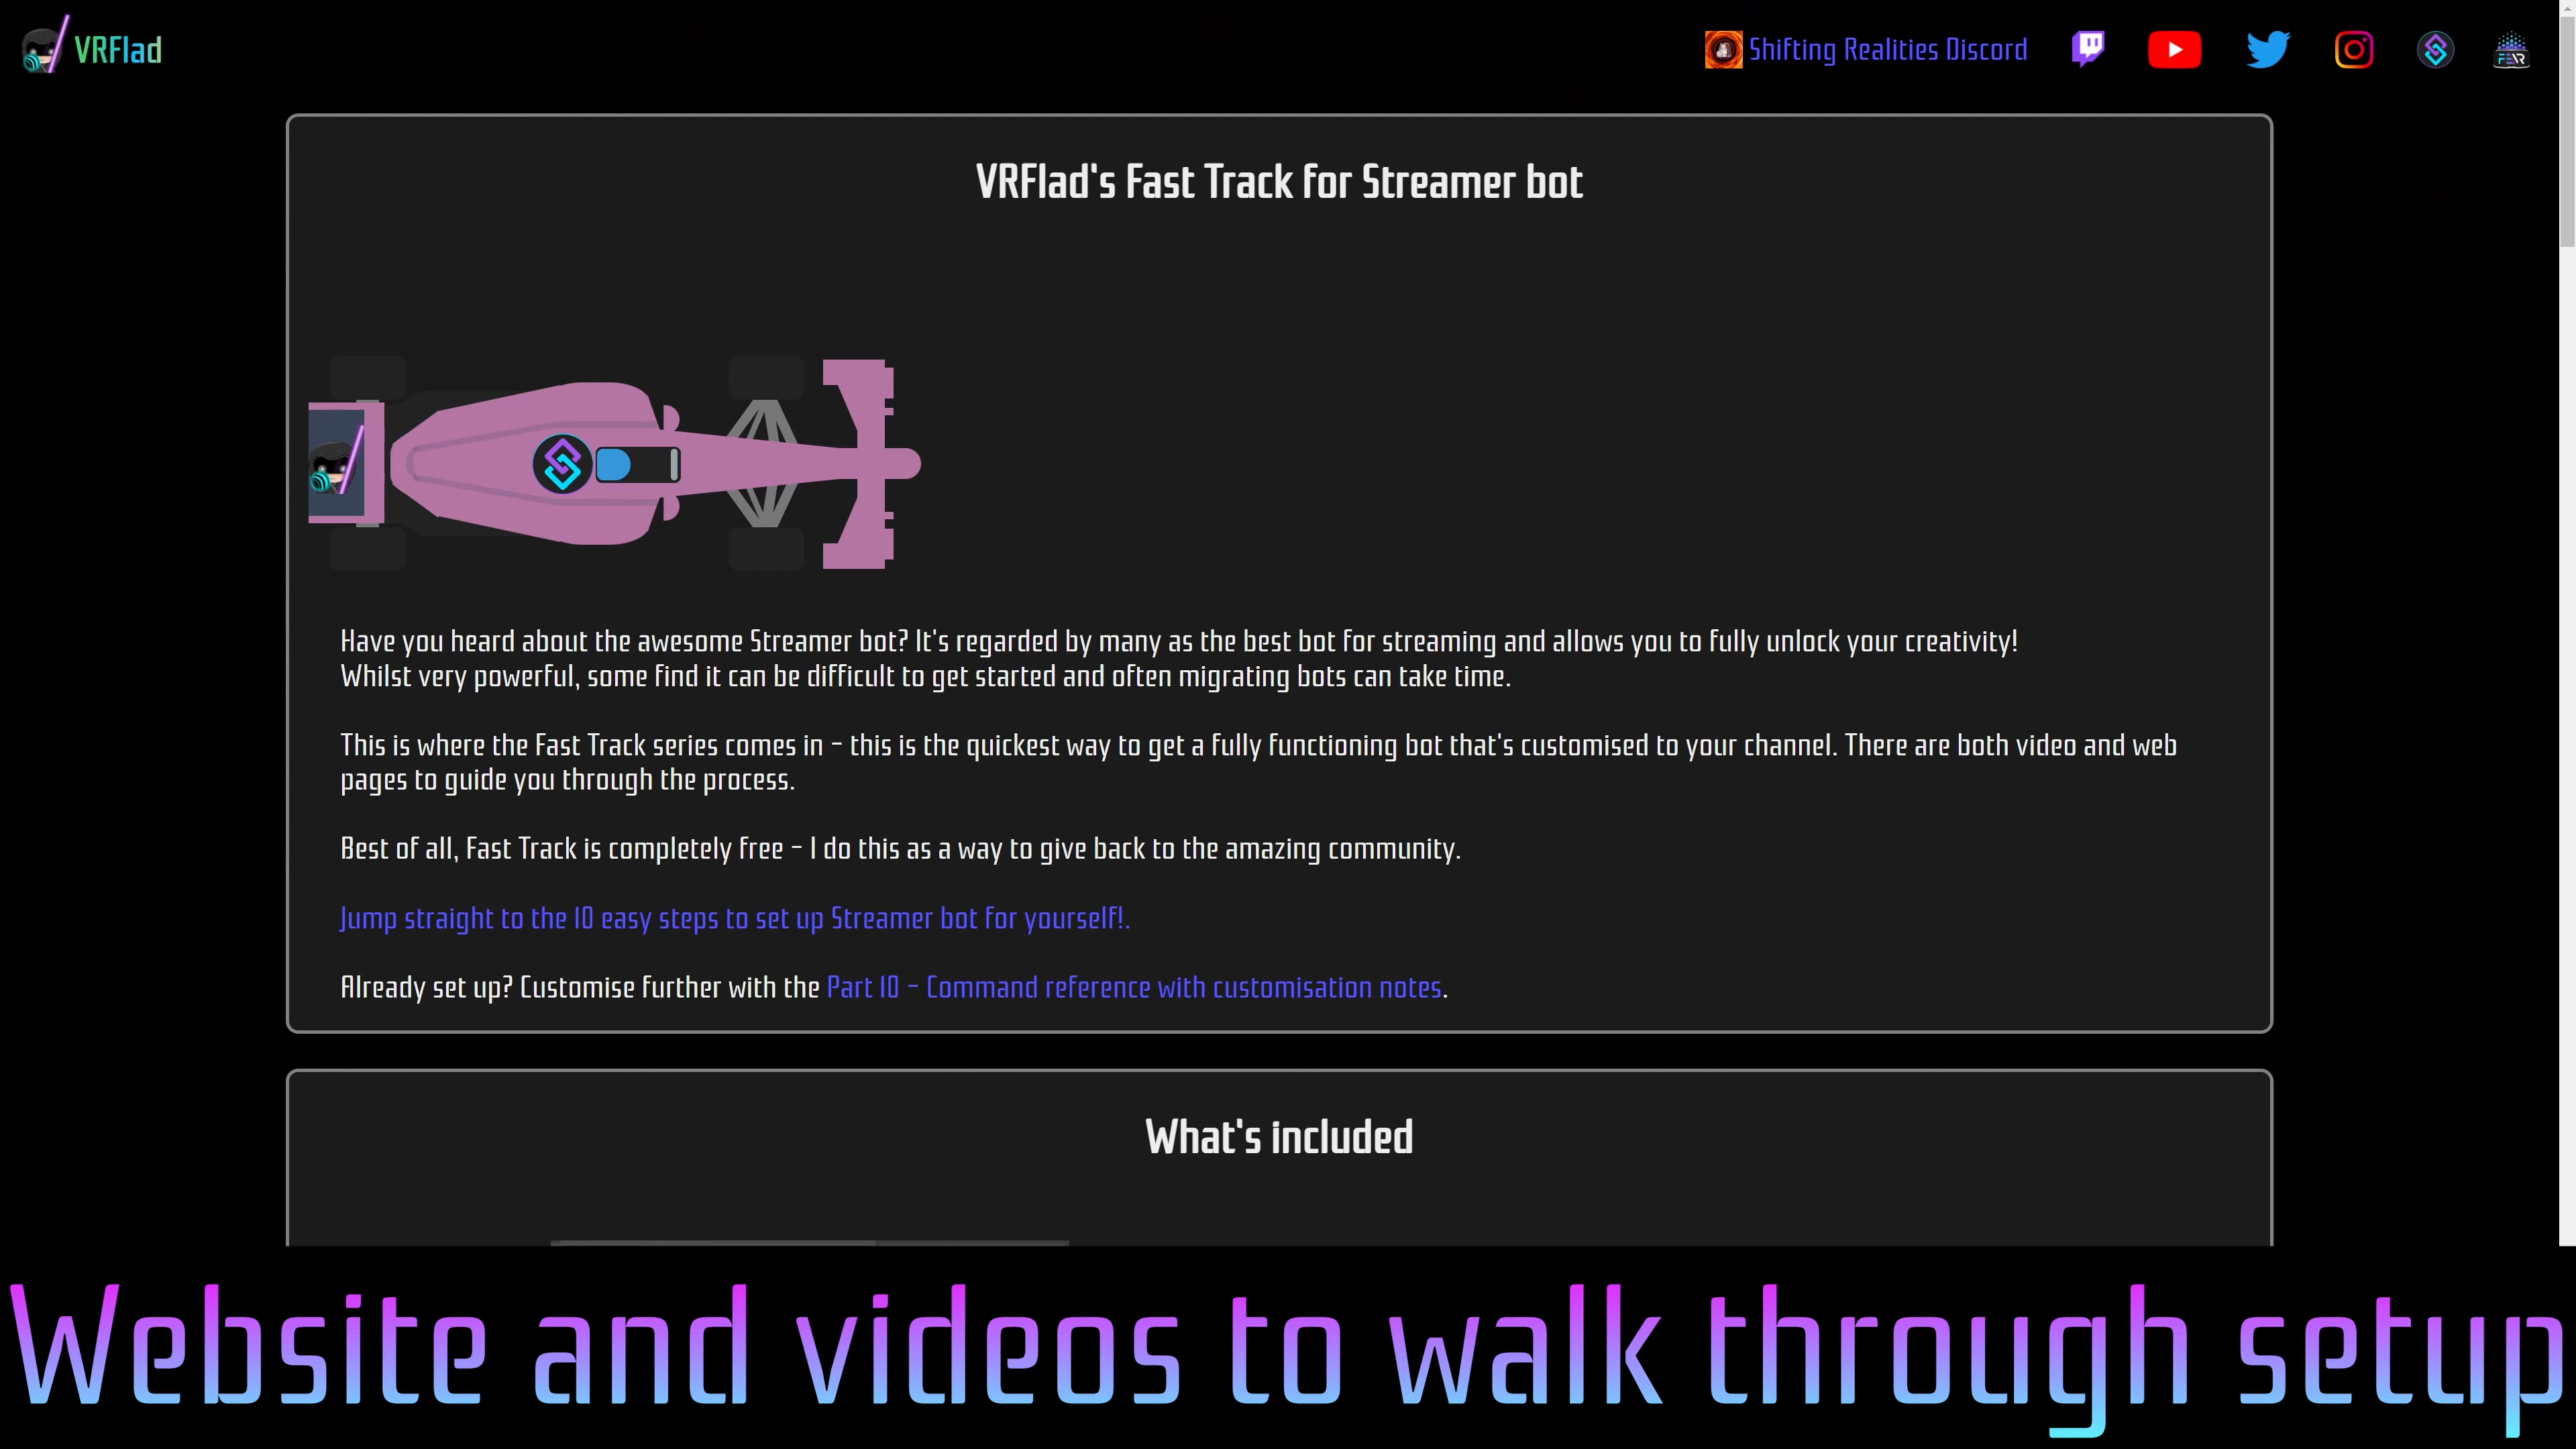 VRFlad
Shifting Realities Discord
VRFlad's Fast Track for Streamer bot
Have you heard about the awesome Streamer bot? It's regarded by many as the best bot for streaming and allows you to fully unlock your creativity!
Whilst very powerful, some find it can be difficult to get started and often migrating bots can take time.
This is where the Fast Track series comes in - this is the quickest way to get a fully functioning bot that's customised to your channel. There are both video and web
pages to guide you through the process.
Best of all, Fast Track is completely free - I do this as a way to give back to the amazing community.
Jump straight to the 10 easy steps to set up Streamer bot for yourself!.
Already set up? Customise further with the Part 10 - Command reference with customisation notes.
What's included
Website and videos to walk through setup